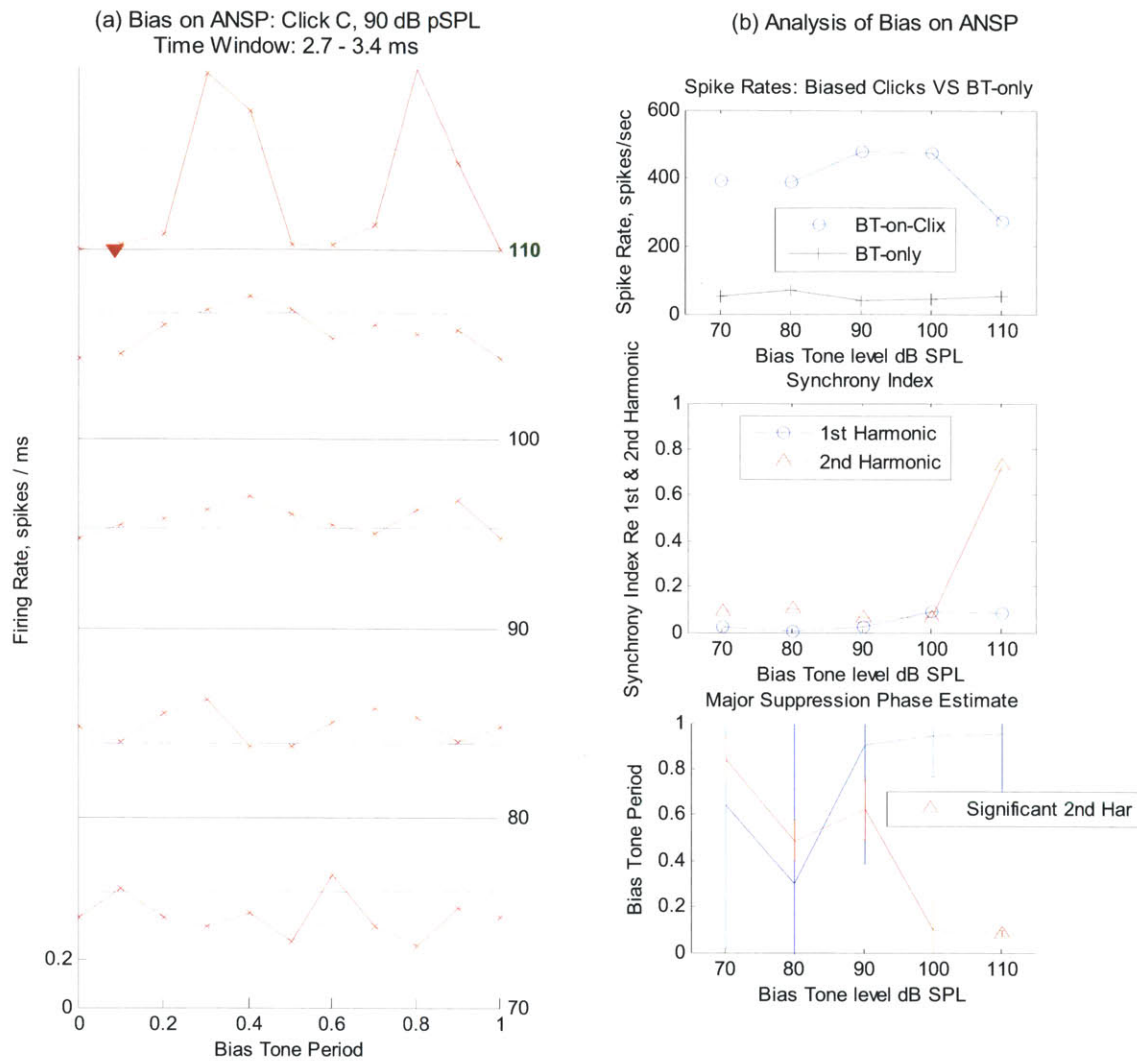 (a) Bias on ANSP: Click C, 90 dB pSPL
Time Window: 2.7 - 3.4 ms
Firing Rate, spikes / ms
110
100
90
80
70
0.2
0
0 0.2 0.4 0.6 0.8 1
Bias Tone Period
(b) Analysis of Bias on ANSP
Spike Rates: Biased Clicks VS BT-only
Spike Rate, spikes/sec
600
400
200
0
BT-on-Clix
BT-only
70 80 90 100 110
Bias Tone level dB SPL
Synchrony Index
Synchrony Index Re 1st & 2nd Harmonic
1
0.8
0.6
0.4
0.2
0
1st Harmonic
2nd Harmonic
70 80 90 100 110
Bias Tone level dB SPL
Major Suppression Phase Estimate
Bias Tone Period
1
0.8
0.6
0.4
0.2
0
Significant 2nd Har
70 80 90 100 110
Bias Tone level dB SPL